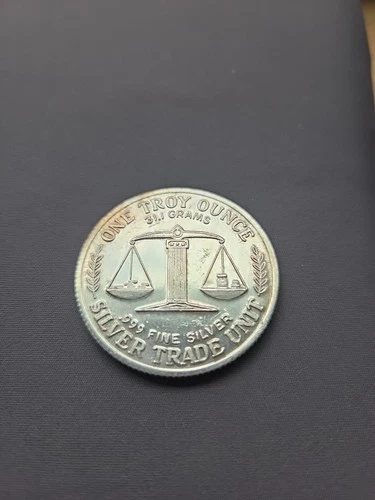 ONE TROY OUNCE
31.1 GRAMS
.999 FINE SILVER
SILVER TRADE UNIT